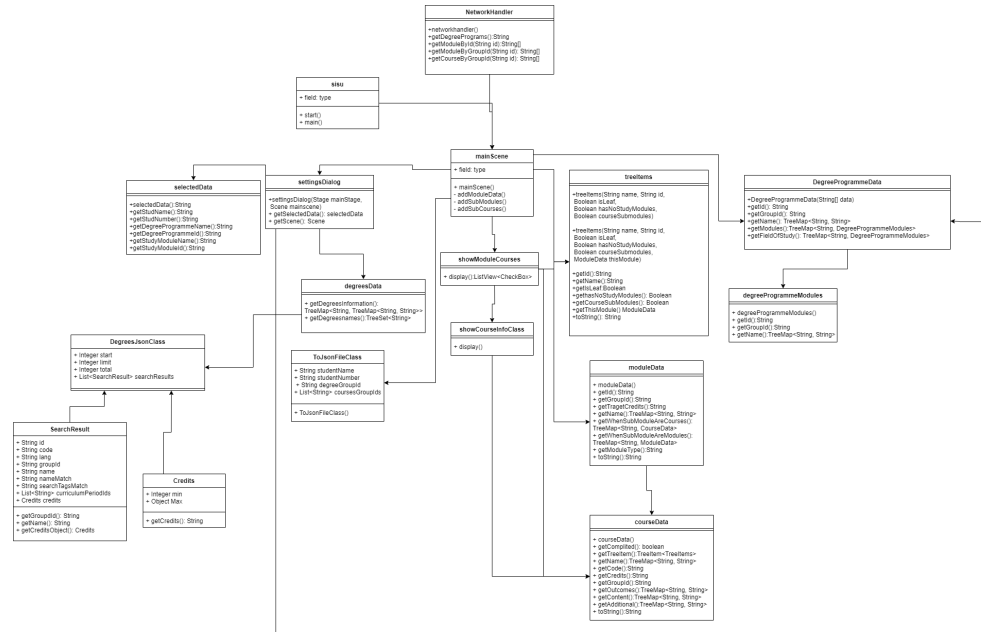 NetworkHandler
+networkhandler()
+getDegreePrograms():String
+getModuleById(String id):String[]
+getModuleByGroupId(String id): String[]
+getCourseByGroupId(String id): String[]
sisu
+ field: type
+ start()
+ main()
mainScene
+ field: type
+ mainScene()
- addModuleData()
- addSubModules()
- addSubCourses()
selectedData
+selectedData()
+getStudName():String
+getStudNumber():String
+getDegreeProgrammeName():String
+getDegreeProgrammeId():String
+getStudyModuleName():String
+getStudyModuleId():String
settingsDialog
+settingsDialog(Stage mainStage,
Scene mainscene)
+ getSelectedData(): selectedData
+ getScene(): Scene
treeItems
+treeItems(String name, String id,
Boolean isLeaf,
Boolean hasNoStudyModules,
Boolean courseSubmodules)
+treeItems(String name, String id,
Boolean isLeaf,
Boolean hasNoStudyModules,
Boolean courseSubmodules,
ModuleData thisModule)
+getId():String
+getName():String
+getIsLeaf Boolean
+gethasNoStudyModules(): Boolean
+getCourseSubModules(): Boolean
+getThisModule() ModuleData
+toString(): String
DegreeProgrammeData
+DegreeProgrammeData(String[] data)
+getId(): String
+getGroupId(): String
+getName(): TreeMap<String, String>
+getModules():TreeMap<String, DegreeProgrammeModules>
+getFieldOfStudy(): TreeMap<String, DegreeProgrammeModules>
showModuleCourses
+ display():ListView<CheckBox>
degreesData
+ getDegreesInformation():
TreeMap<String, TreeMap<String, String>>
+ getDegreesnames():TreeSet<String>
degreeProgrammeModules
+ degreeProgrammeModules()
+ getId():String
+ getGroupId():String
+ getName():TreeMap<String, String>
showCourseInfoClass
+ display()
DegreesJsonClass
+ Integer start
+ Integer limit
+ Integer total
+ List<SearchResult> searchResults
ToJsonFileClass
+ String studentName
+ String studentNumber
+ String degreeGroupId
+ List<String> coursesGroupIds
+ ToJsonFileClass()
moduleData
+ moduleData()
+ getId():String
+ getGroupId():String
+ getTragetCredits():String
+ getName():TreeMap<String, String>
+ getWhenSubModuleAreCourses():
TreeMap<String, CourseData>
+ getWhenSubModuleAreModules():
TreeMap<String, ModuleData>
+ getModuleType():String
+ toString():String
SearchResult
+ String id
+ String code
+ String lang
+ String groupId
+ String name
+ String nameMatch
+ String searchTagsMatch
+ List<String> curriculumPeriodIds
+ Credits credits
+ getGroupdId(): String
+ getName(): String
+ getCreditsObject(): Credits
Credits
+ Integer min
+ Object Max
+ getCredits(): String
courseData
+ courseData()
+ getComplited(): boolean
+ getTreeItem():TreeItem<TreeItems>
+ getName():TreeMap<String, String>
+ getCode():String
+ getCredits():String
+ getGroupId():String
+ getOutcomes():TreeMap<String, String>
+ getContent():TreeMap<String, String>
+ getAdditional():TreeMap<String, String>
+ toString():String